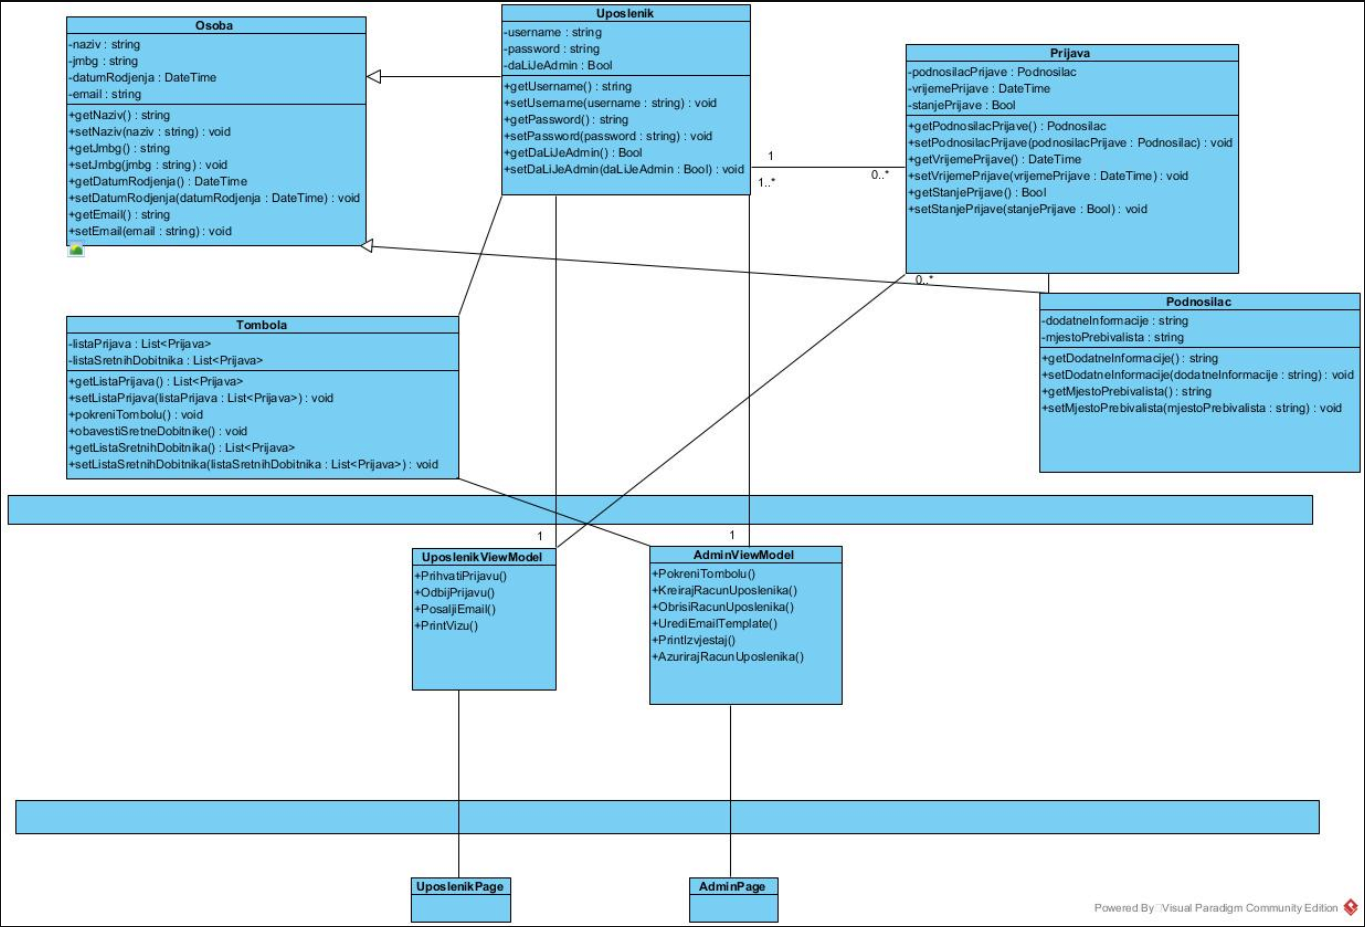 Osoba
-naziv : string
-jmbg : string
-datumRodjenja : DateTime
-email : string
+getNaziv() : string
+setNaziv(naziv : string) : void
+getJmbg() : string
+setJmbg(jmbg : string) : void
+getDatumRodjenja() : DateTime
+setDatumRodjenja(datumRodjenja : DateTime) : void
+getEmail() : string
+setEmail(email : string) : void
Uposlenik
-username : string
-password : string
-daLiJeAdmin : Bool
+getUsername() : string
+setUsername(username : string) : void
+getPassword() : string
+setPassword(password : string) : void
+getDaLiJeAdmin() : Bool
+setDaLiJeAdmin(daLiJeAdmin : Bool) : void
1
1..*
0..*
Prijava
-podnosilacPrijave : Podnosilac
-vrijemePrijave : DateTime
-stanjePrijave : Bool
+getPodnosilacPrijave() : Podnosilac
+setPodnosilacPrijave(podnosilacPrijave : Podnosilac) : void
+getVrijemePrijave() : DateTime
+setVrijemePrijave(vrijemePrijave : DateTime) : void
+getStanjePrijave() : Bool
+setStanjePrijave(stanjePrijave : Bool) : void
0..*
Podnosilac
-dodatneInformacije : string
-mjestoPrebivalista : string
+getDodatneInformacije() : string
+setDodatneInformacije(dodatneInformacije : string) : void
+getMjestoPrebivalista() : string
+setMjestoPrebivalista(mjestoPrebivalista : string) : void
Tombola
-listaPrijava : List<Prijava>
-listaSretnihDobitnika : List<Prijava>
+getListaPrijava() : List<Prijava>
+setListaPrijava(listaPrijava : List<Prijava>) : void
+pokreniTombolu() : void
+obavestiSretneDobitnike() : void
+getListaSretnihDobitnika() : List<Prijava>
+setListaSretnihDobitnika(listaSretnihDobitnika : List<Prijava>) : void
1
1
UposlenikViewModel
+PrihvatiPrijavu()
+OdbijPrijavu()
+PosaljiEmail()
+PrintVizu()
AdminViewModel
+PokreniTombolu()
+KreirajRacunUposlenika()
+ObrisiRacunUposlenika()
+UrediEmailTemplate()
+PrintIzvjestaj()
+AzurirajRacunUposlenika()
UposlenikPage
AdminPage
Powered By Visual Paradigm Community Edition